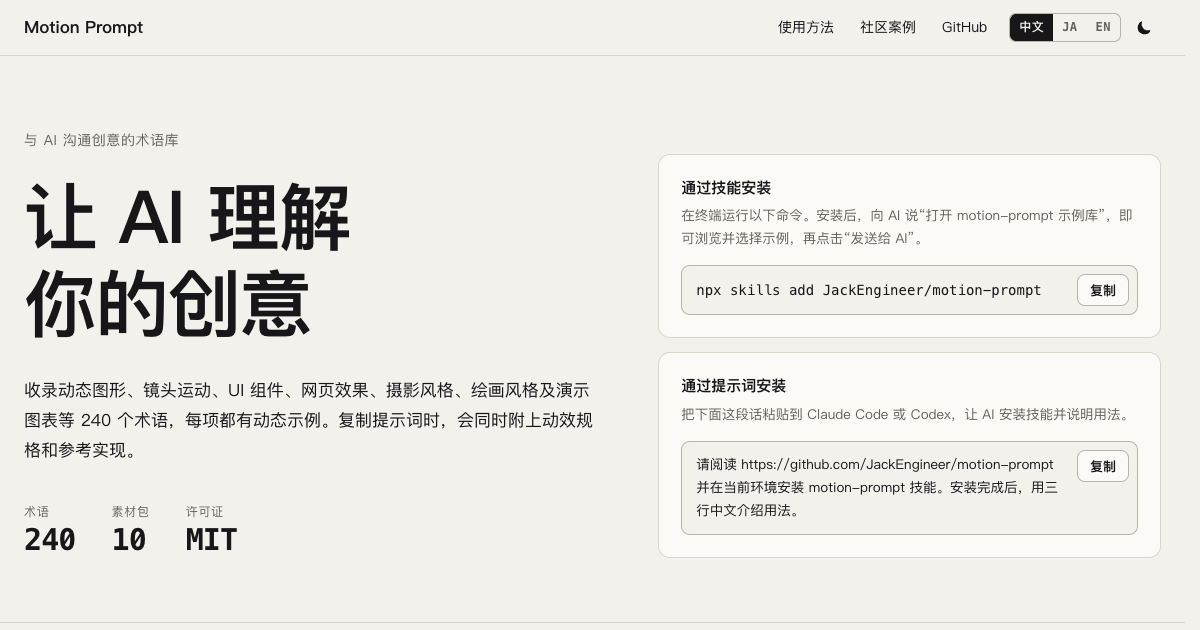 Motion Prompt
使用方法
社区案例
GitHub
中文
JA
EN
与 AI 沟通创意的术语库
让 AI 理解
你的创意
收录动态图形、镜头运动、UI 组件、网页效果、摄影风格、绘画风格及演示
图表等 240 个术语，每项都有动态示例。复制提示词时，会同时附上动效规
格和参考实现。
术语
240
素材包
10
许可证
MIT
通过技能安装
在终端运行以下命令。安装后，向 AI 说“打开 motion-prompt 示例库”，即
可浏览并选择示例，再点击“发送给 AI”。
npx skills add JackEngineer/motion-prompt
复制
通过提示词安装
把下面这段话粘贴到 Claude Code 或 Codex，让 AI 安装技能并说明用法。
请阅读 https://github.com/JackEngineer/motion-prompt
并在当前环境安装 motion-prompt 技能。安装完成后，用三
行中文介绍用法。
复制